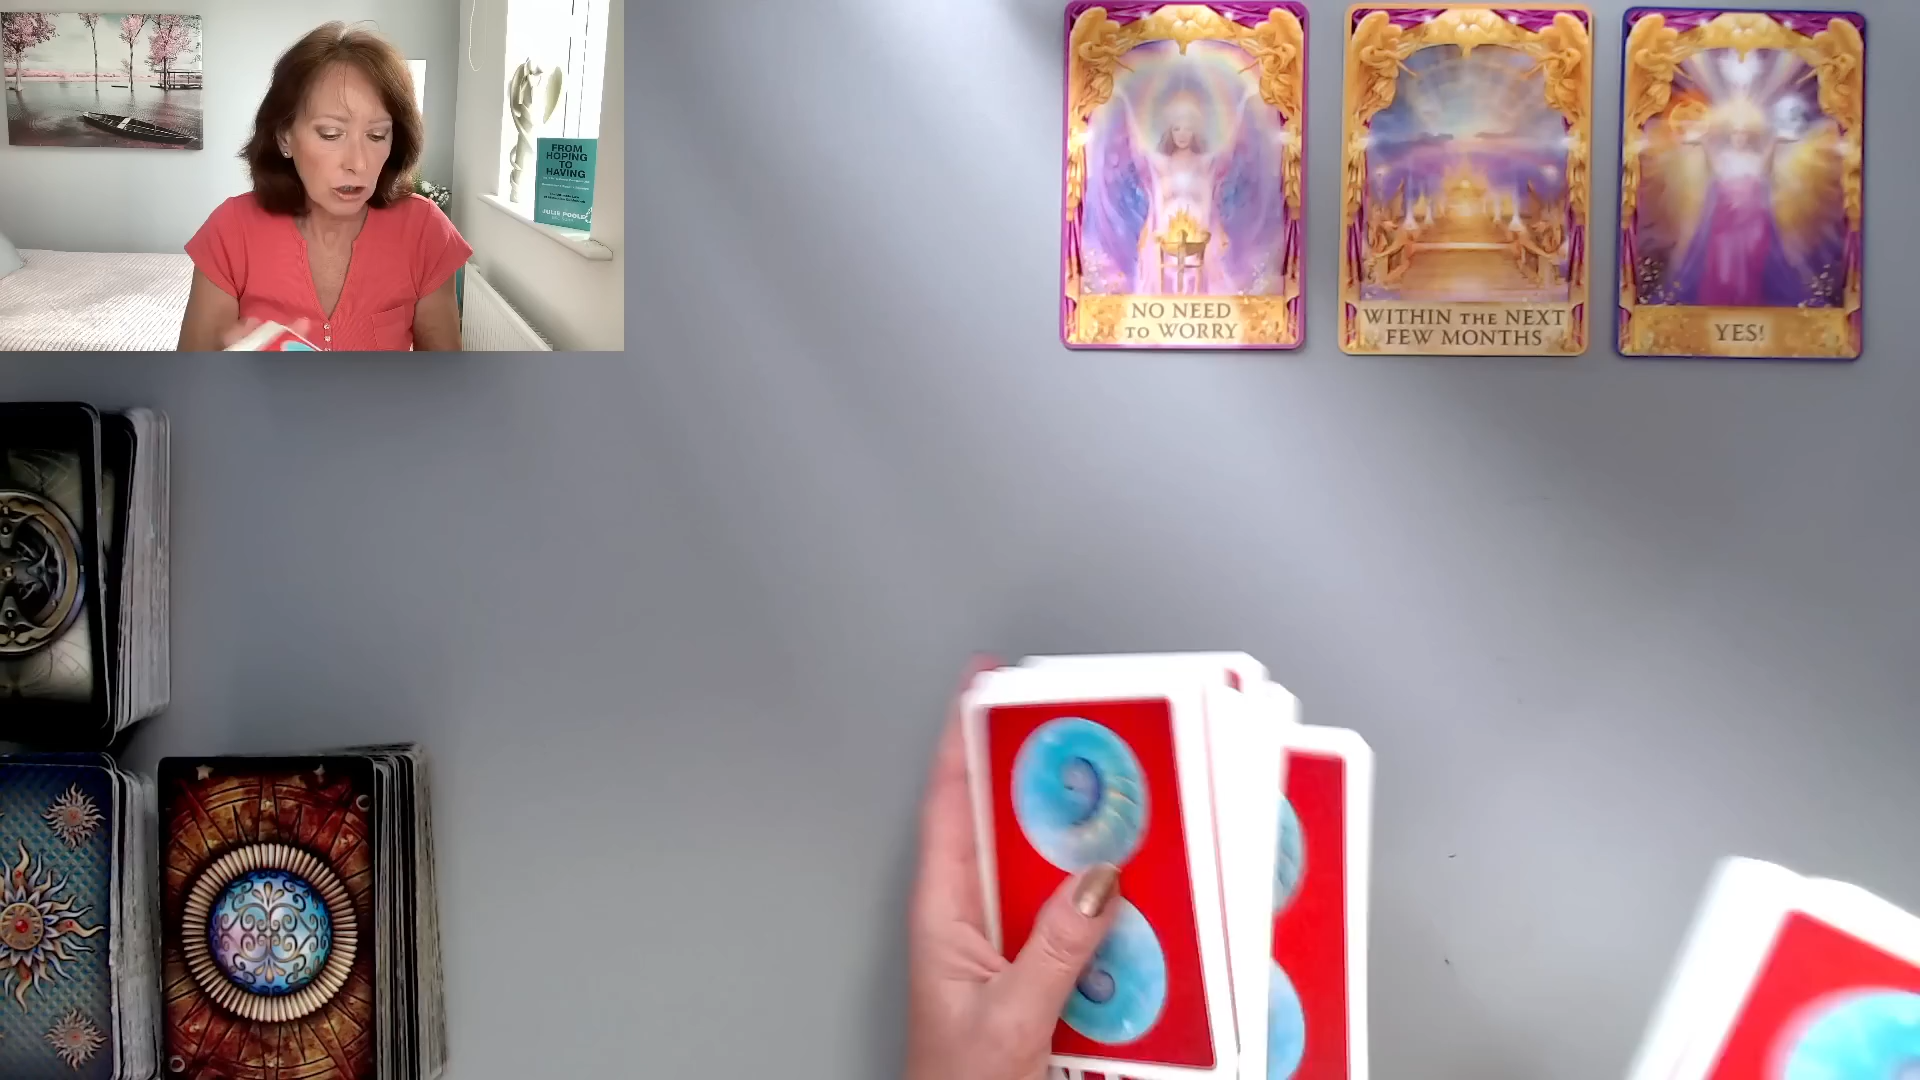 FROM
HOPING
TO
HAVING
JULIE POOLE
NO NEED
TO WORRY
WITHIN THE NEXT
FEW MONTHS
YES!